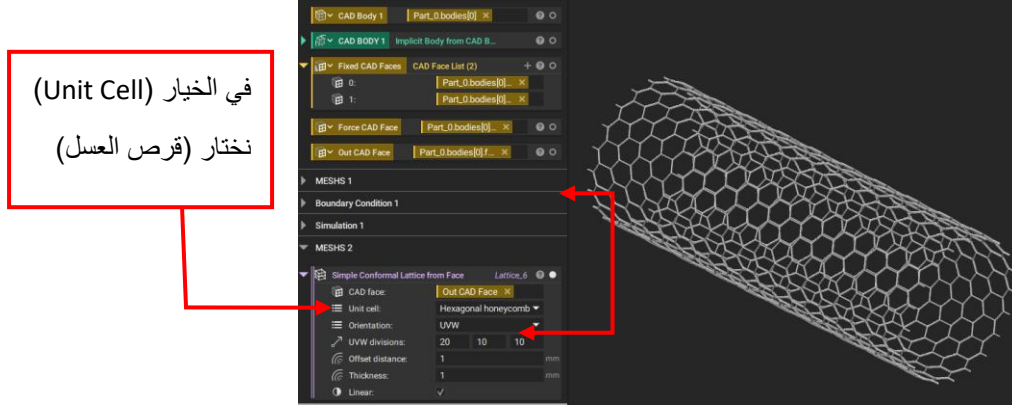 CAD Body 1 Part_0.bodies[0]
CAD BODY 1 Implicit Body from CAD B...
Fixed CAD Faces CAD Face List (2)
0: Part_0.bodies[0]...
1: Part_0.bodies[0]...
Force CAD Face Part_0.bodies[0]...
Out CAD Face Part_0.bodies[0].f...
في الخيار (Unit Cell)
نختار (قرص العسل)
MESHS 1
Boundary Condition 1
Simulation 1
MESHS 2
Simple Conformal Lattice from Face Lattice_6
CAD face: Out CAD Face
Unit cell: Hexagonal honeycomb
Orientation: UVW
UVW divisions: 20 10 10
Offset distance: 1 mm
Thickness: 1 mm
Linear: